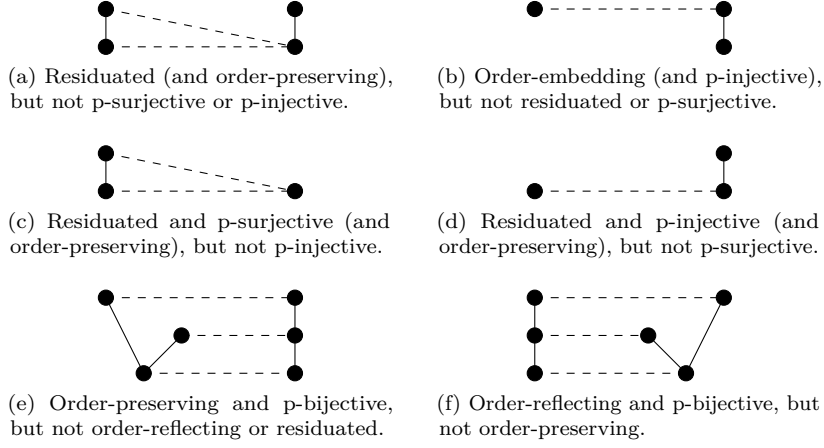 (a) Residuated (and order-preserving),
but not p-surjective or p-injective.
(b) Order-embedding (and p-injective),
but not residuated or p-surjective.
(c) Residuated and p-surjective (and
order-preserving), but not p-injective.
(d) Residuated and p-injective (and
order-preserving), but not p-surjective.
(e) Order-preserving and p-bijective,
but not order-reflecting or residuated.
(f) Order-reflecting and p-bijective, but
not order-preserving.